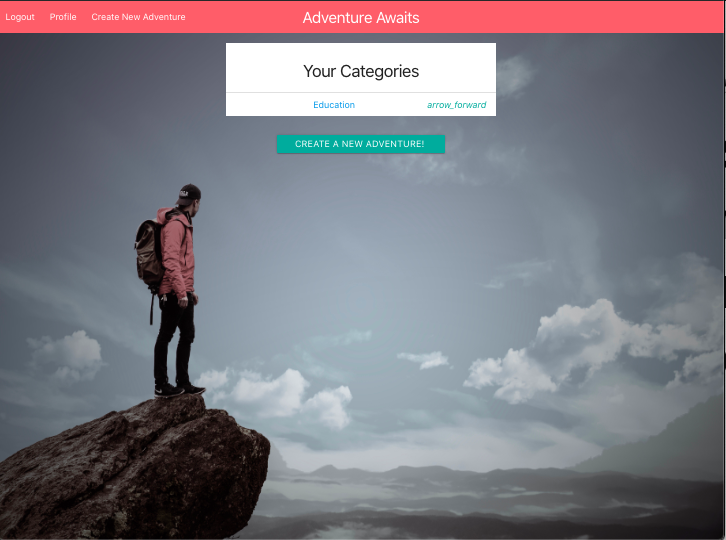 Logout Profile Create New Adventure Adventure Awaits
Your Categories
Education arrow_forward
CREATE A NEW ADVENTURE!